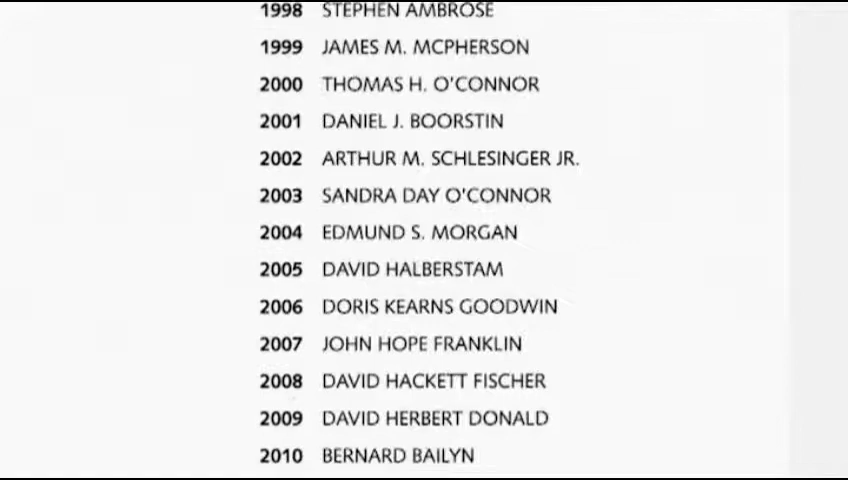 1998 STEPHEN AMBROSE
1999 JAMES M. MCPHERSON
2000 THOMAS H. O'CONNOR
2001 DANIEL J. BOORSTIN
2002 ARTHUR M. SCHLESINGER JR.
2003 SANDRA DAY O'CONNOR
2004 EDMUND S. MORGAN
2005 DAVID HALBERSTAM
2006 DORIS KEARNS GOODWIN
2007 JOHN HOPE FRANKLIN
2008 DAVID HACKETT FISCHER
2009 DAVID HERBERT DONALD
2010 BERNARD BAILYN